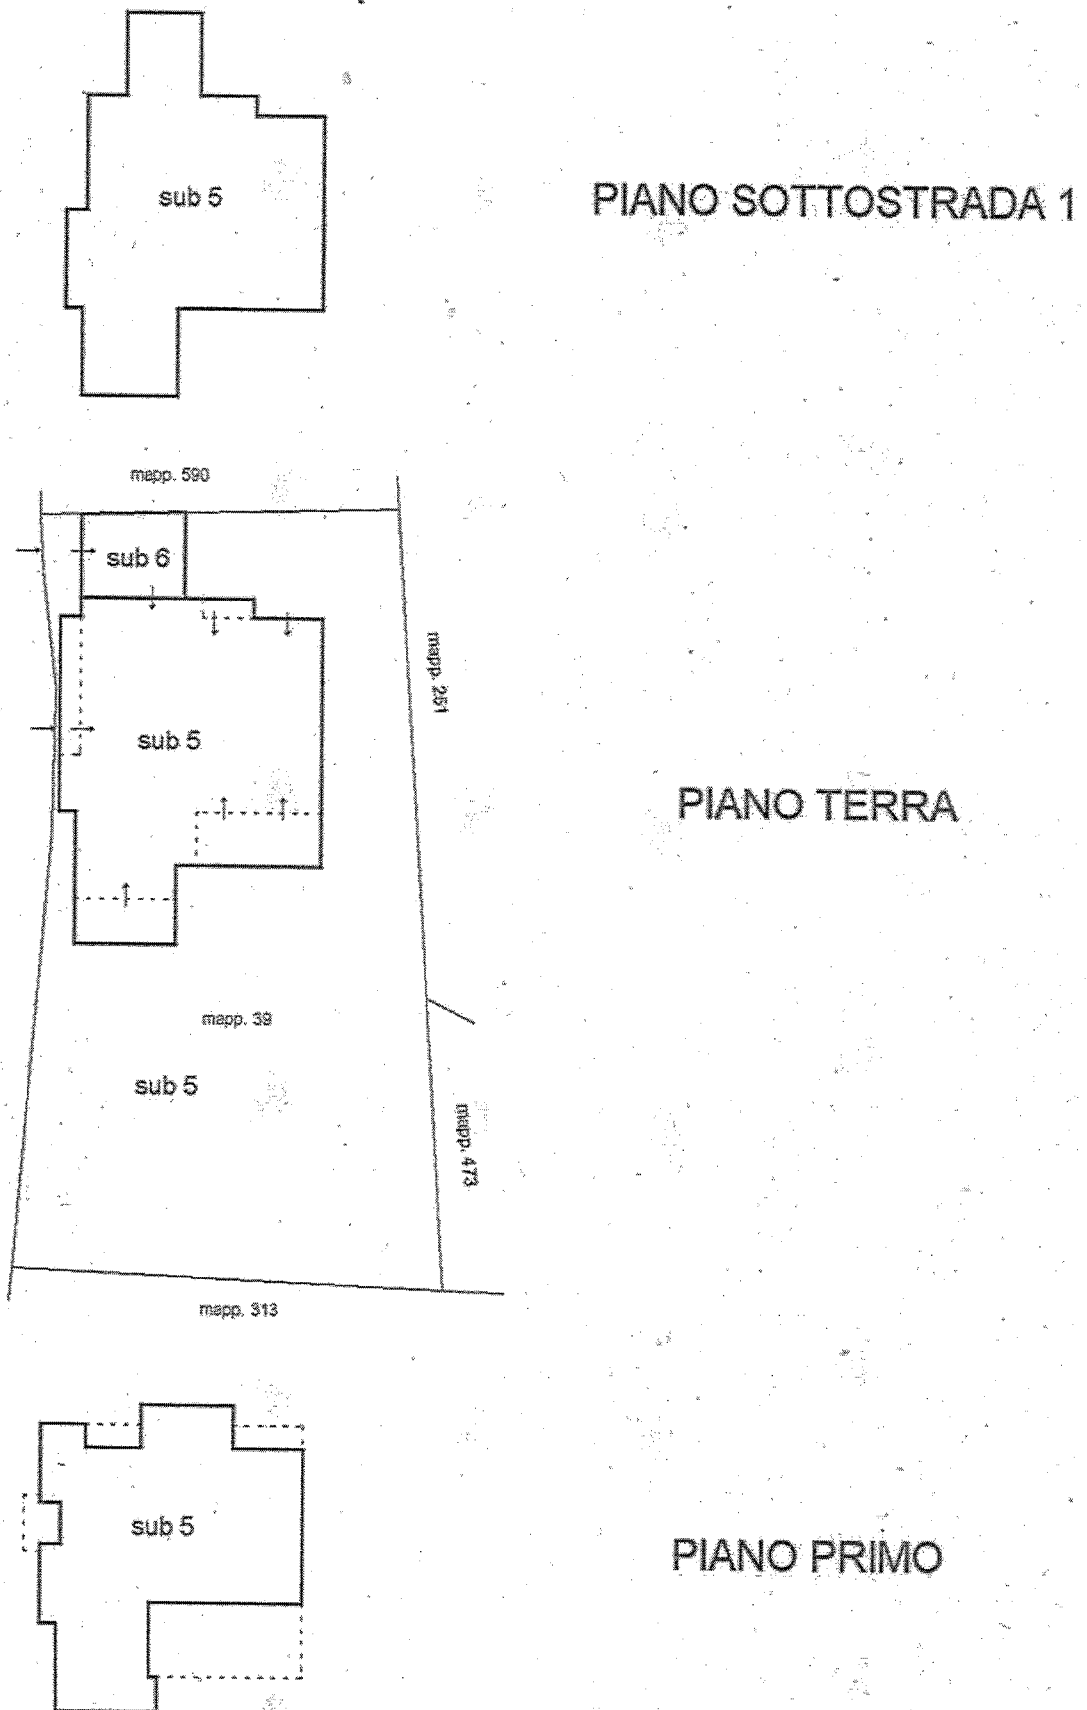 sub 5
PIANO SOTTOSTRADA 1
mapp. 590
sub 6
mapp. 251
sub 5
PIANO TERRA
mapp. 39
sub 5
mapp. 473
mapp. 313
sub 5
PIANO PRIMO